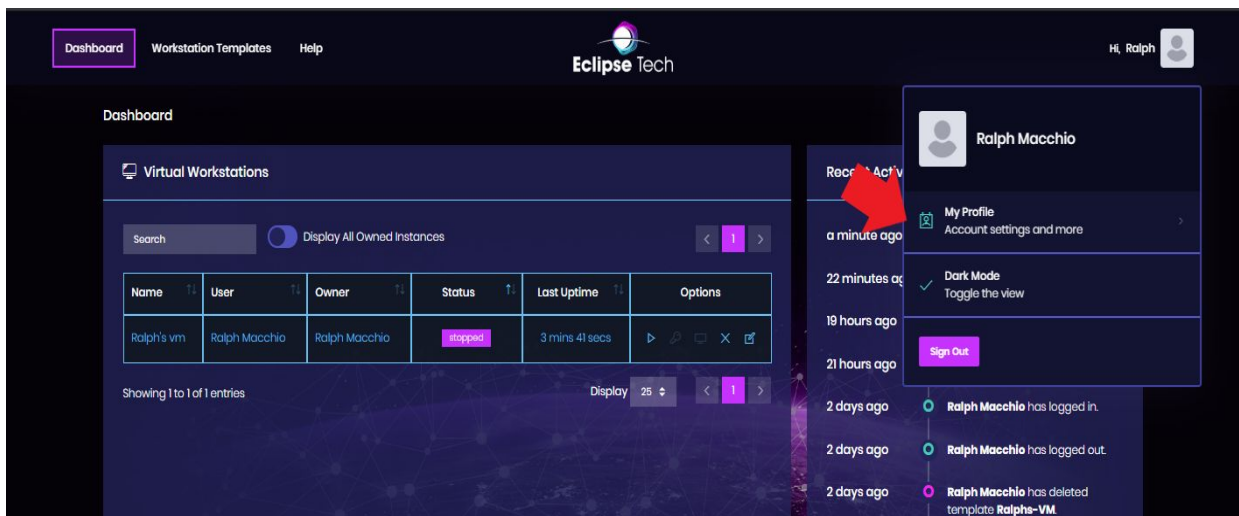 Dashboard Workstation Templates Help
Eclipse Tech
Hi, Ralph
Dashboard
Virtual Workstations
Search
Display All Owned Instances
1
Name User Owner Status Last Uptime Options
Ralph's vm Ralph Macchio Ralph Macchio stopped 3 mins 41 secs
Showing 1 to 1 of 1 entries
Display 25
1
Recent
a minute ago
22 minutes
19 hours ago
21 hours ago
2 days ago Ralph Macchio has logged in.
2 days ago Ralph Macchio has logged out.
2 days ago Ralph Macchio has deleted
template Ralphs-VM.
Ralph Macchio
My Profile
Account settings and more
Dark Mode
Toggle the view
Sign Out